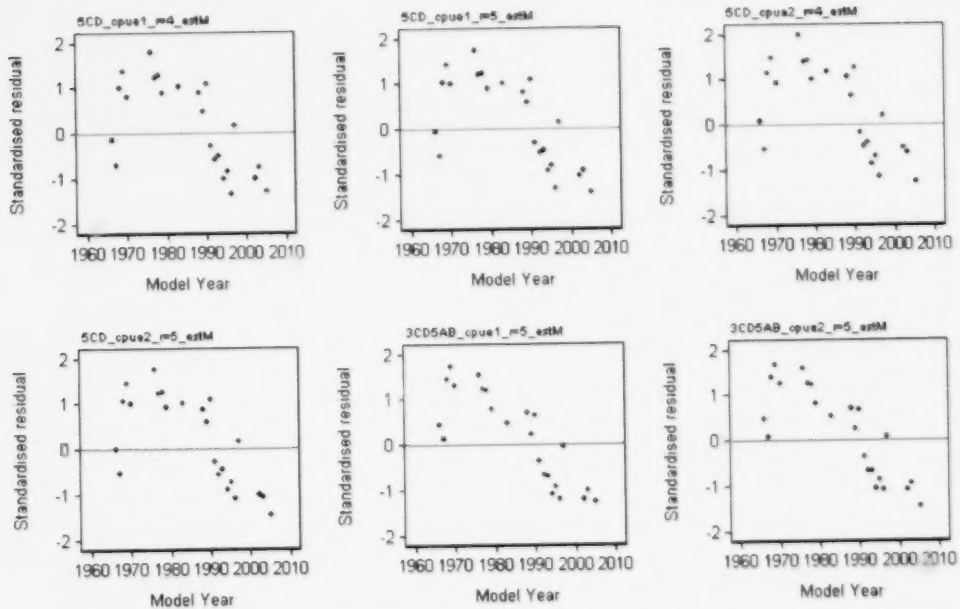 5CD_cpue1_r=4_estM
5CD_cpue1_r=5_estM
5CD_cpue2_r=4_estM
Standardised residual
2
1
0
-1
-2
1960 1970 1980 1990 2000 2010
Model Year
Standardised residual
2
1
0
-1
-2
1960 1970 1980 1990 2000 2010
Model Year
Standardised residual
2
1
0
-1
-2
1960 1970 1980 1990 2000 2010
Model Year
5CD_cpue2_r=5_estM
3CD5AB_cpue1_r=5_estM
3CD5AB_cpue2_r=5_estM
Standardised residual
2
1
0
-1
-2
1960 1970 1980 1990 2000 2010
Model Year
Standardised residual
2
1
0
-1
-2
1960 1970 1980 1990 2000 2010
Model Year
Standardised residual
2
1
0
-1
-2
1960 1970 1980 1990 2000 2010
Model Year